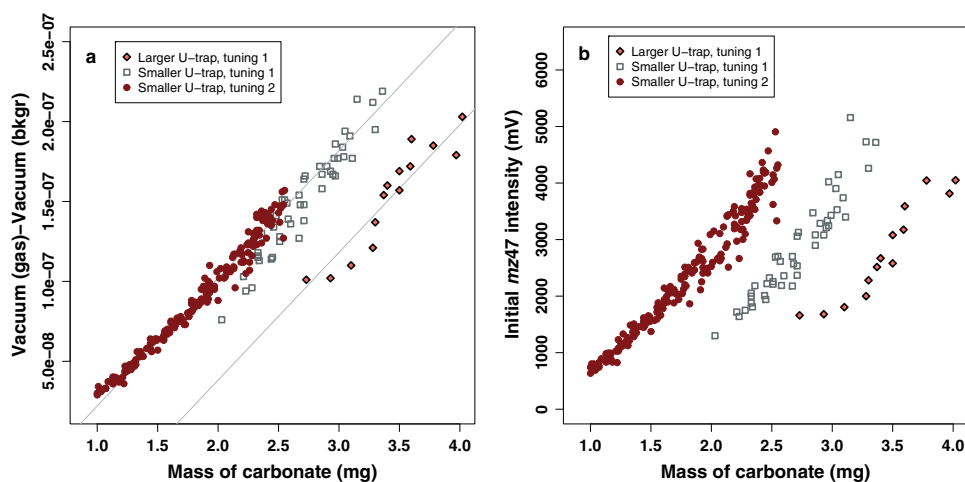 a
Larger U−trap, tuning 1
Smaller U−trap, tuning 1
Smaller U−trap, tuning 2
Vacuum (gas)−Vacuum (bkgr)
2.5e−07
2.0e−07
1.5e−07
1.0e−07
5.0e−08
1.0 1.5 2.0 2.5 3.0 3.5 4.0
Mass of carbonate (mg)
b
Larger U−trap, tuning 1
Smaller U−trap, tuning 1
Smaller U−trap, tuning 2
Initial mz47 intensity (mV)
6000
5000
4000
3000
2000
1000
0
1.0 1.5 2.0 2.5 3.0 3.5 4.0
Mass of carbonate (mg)